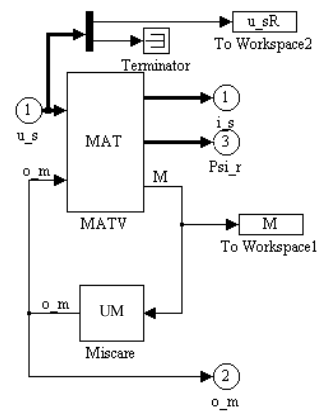 u_sR
To Workspace2
Terminator
1
u_s
MAT
1
i_s
3
Psi_r
o_m
M
MATV
M
To Workspace1
o_m
UM
Miscare
2
o_m